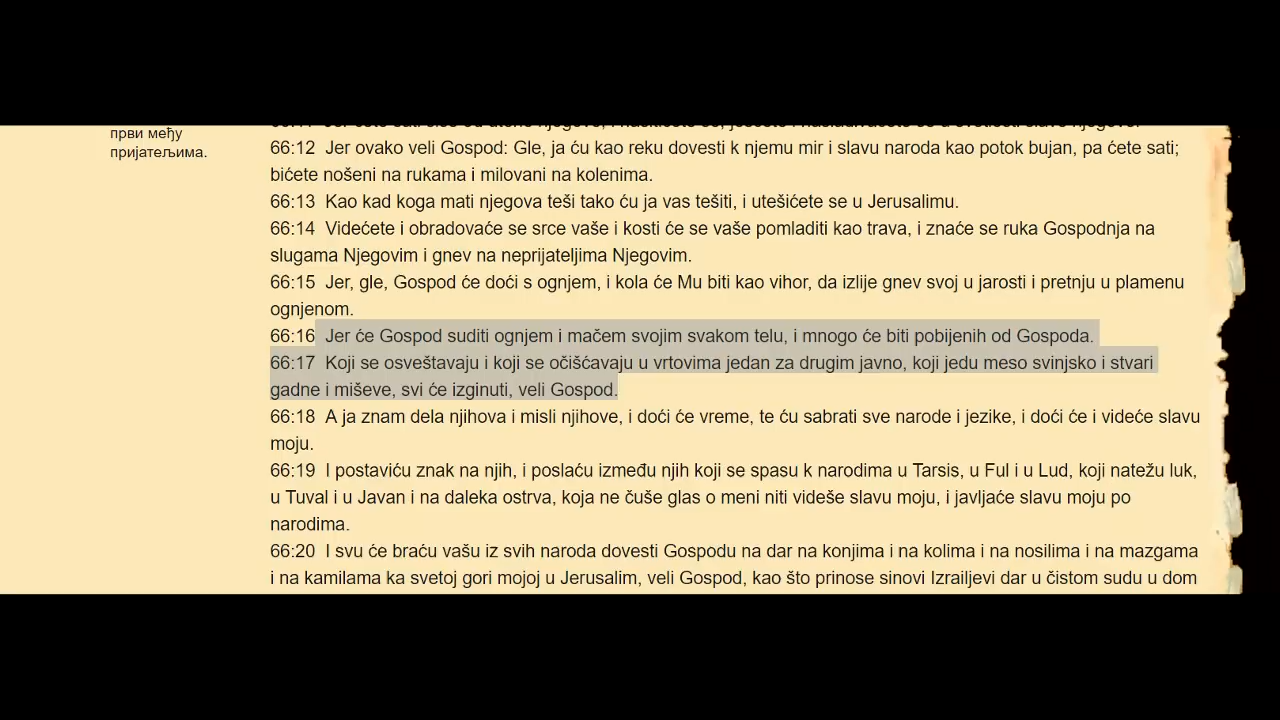 први међу
пријатељима.
66:12 Jer ovako veli Gospod: Gle, ja ću kao reku dovesti k njemu mir i slavu naroda kao potok bujan, pa ćete sati;
bićete nošeni na rukama i milovani na kolenima.
66:13 Kao kad koga mati njegova teši tako ću ja vas tešiti, i utešićete se u Jerusalimu.
66:14 Videćete i obradovaće se srce vaše i kosti će se vaše pomladiti kao trava, i znaće se ruka Gospodnja na
slugama Njegovim i gnev na neprijateljima Njegovim.
66:15 Jer, gle, Gospod će doći s ognjem, i kola će Mu biti kao vihor, da izlije gnev svoj u jarosti i pretnju u plamenu
ognjenom.
66:16 Jer će Gospod suditi ognjem i mačem svojim svakom telu, i mnogo će biti pobijenih od Gospoda.
66:17 Koji se osveštavaju i koji se očišćavaju u vrtovima jedan za drugim javno, koji jedu meso svinjsko i stvari
gadne i miševe, svi će izginuti, veli Gospod.
66:18 A ja znam dela njihova i misli njihove, i doći će vreme, te ću sabrati sve narode i jezike, i doći će i videće slavu
moju.
66:19 I postaviću znak na njih, i poslaću između njih koji se spasu k narodima u Tarsis, u Ful i u Lud, koji natežu luk,
u Tuval i u Javan i na daleka ostrva, koja ne čuše glas o meni niti videše slavu moju, i javljaće slavu moju po
narodima.
66:20 I svu će braću vašu iz svih naroda dovesti Gospodu na dar na konjima i na kolima i na nosilima i na mazgama
i na kamilama ka svetoj gori mojoj u Jerusalim, veli Gospod, kao što prinose sinovi Izrailjevi dar u čistom sudu u dom